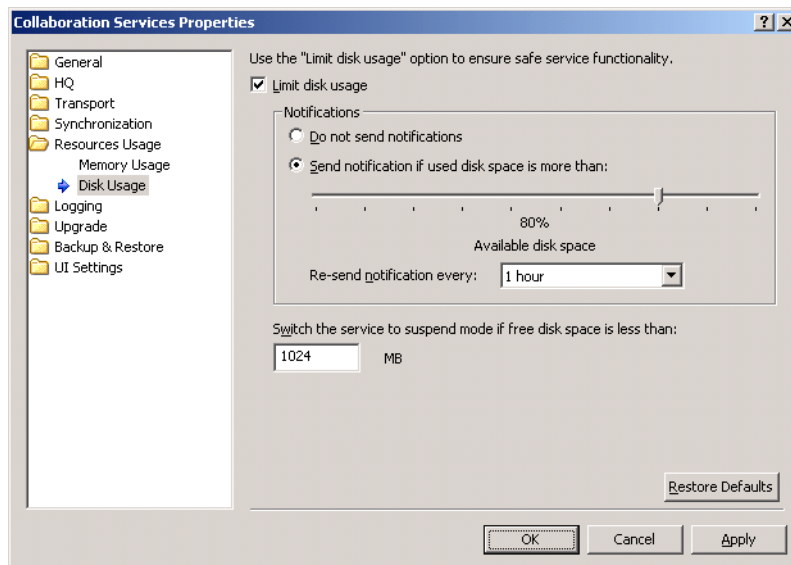 Collaboration Services Properties
General
HQ
Transport
Synchronization
Resources Usage
Memory Usage
Disk Usage
Logging
Upgrade
Backup & Restore
UI Settings
Use the "Limit disk usage" option to ensure safe service functionality.
Limit disk usage
Notifications
Do not send notifications
Send notification if used disk space is more than:
80%
Available disk space
Re-send notification every: 1 hour
Switch the service to suspend mode if free disk space is less than:
1024 MB
Restore Defaults
OK Cancel Apply